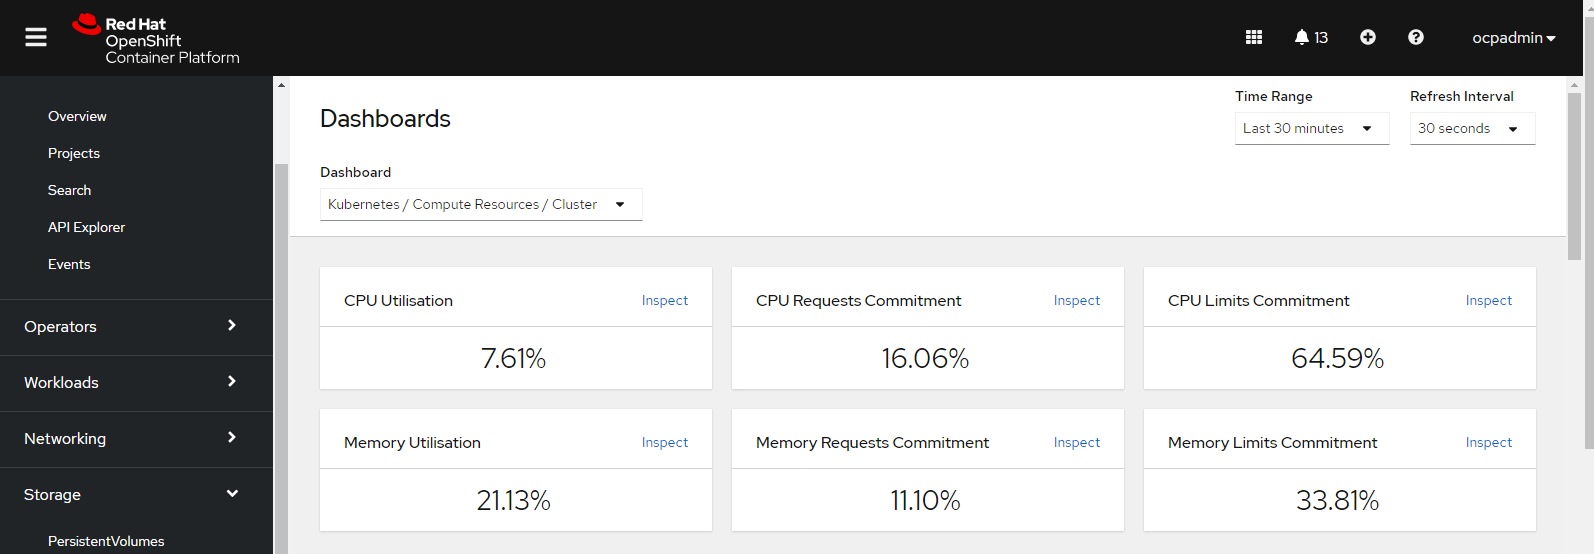 Red Hat
OpenShift
Container Platform
13
ocpadmin
Overview
Projects
Search
API Explorer
Events
Operators
Workloads
Networking
Storage
PersistentVolumes
Dashboards
Time Range
Last 30 minutes
Refresh Interval
30 seconds
Dashboard
Kubernetes / Compute Resources / Cluster
CPU Utilisation
Inspect
7.61%
CPU Requests Commitment
Inspect
16.06%
CPU Limits Commitment
Inspect
64.59%
Memory Utilisation
Inspect
21.13%
Memory Requests Commitment
Inspect
11.10%
Memory Limits Commitment
Inspect
33.81%